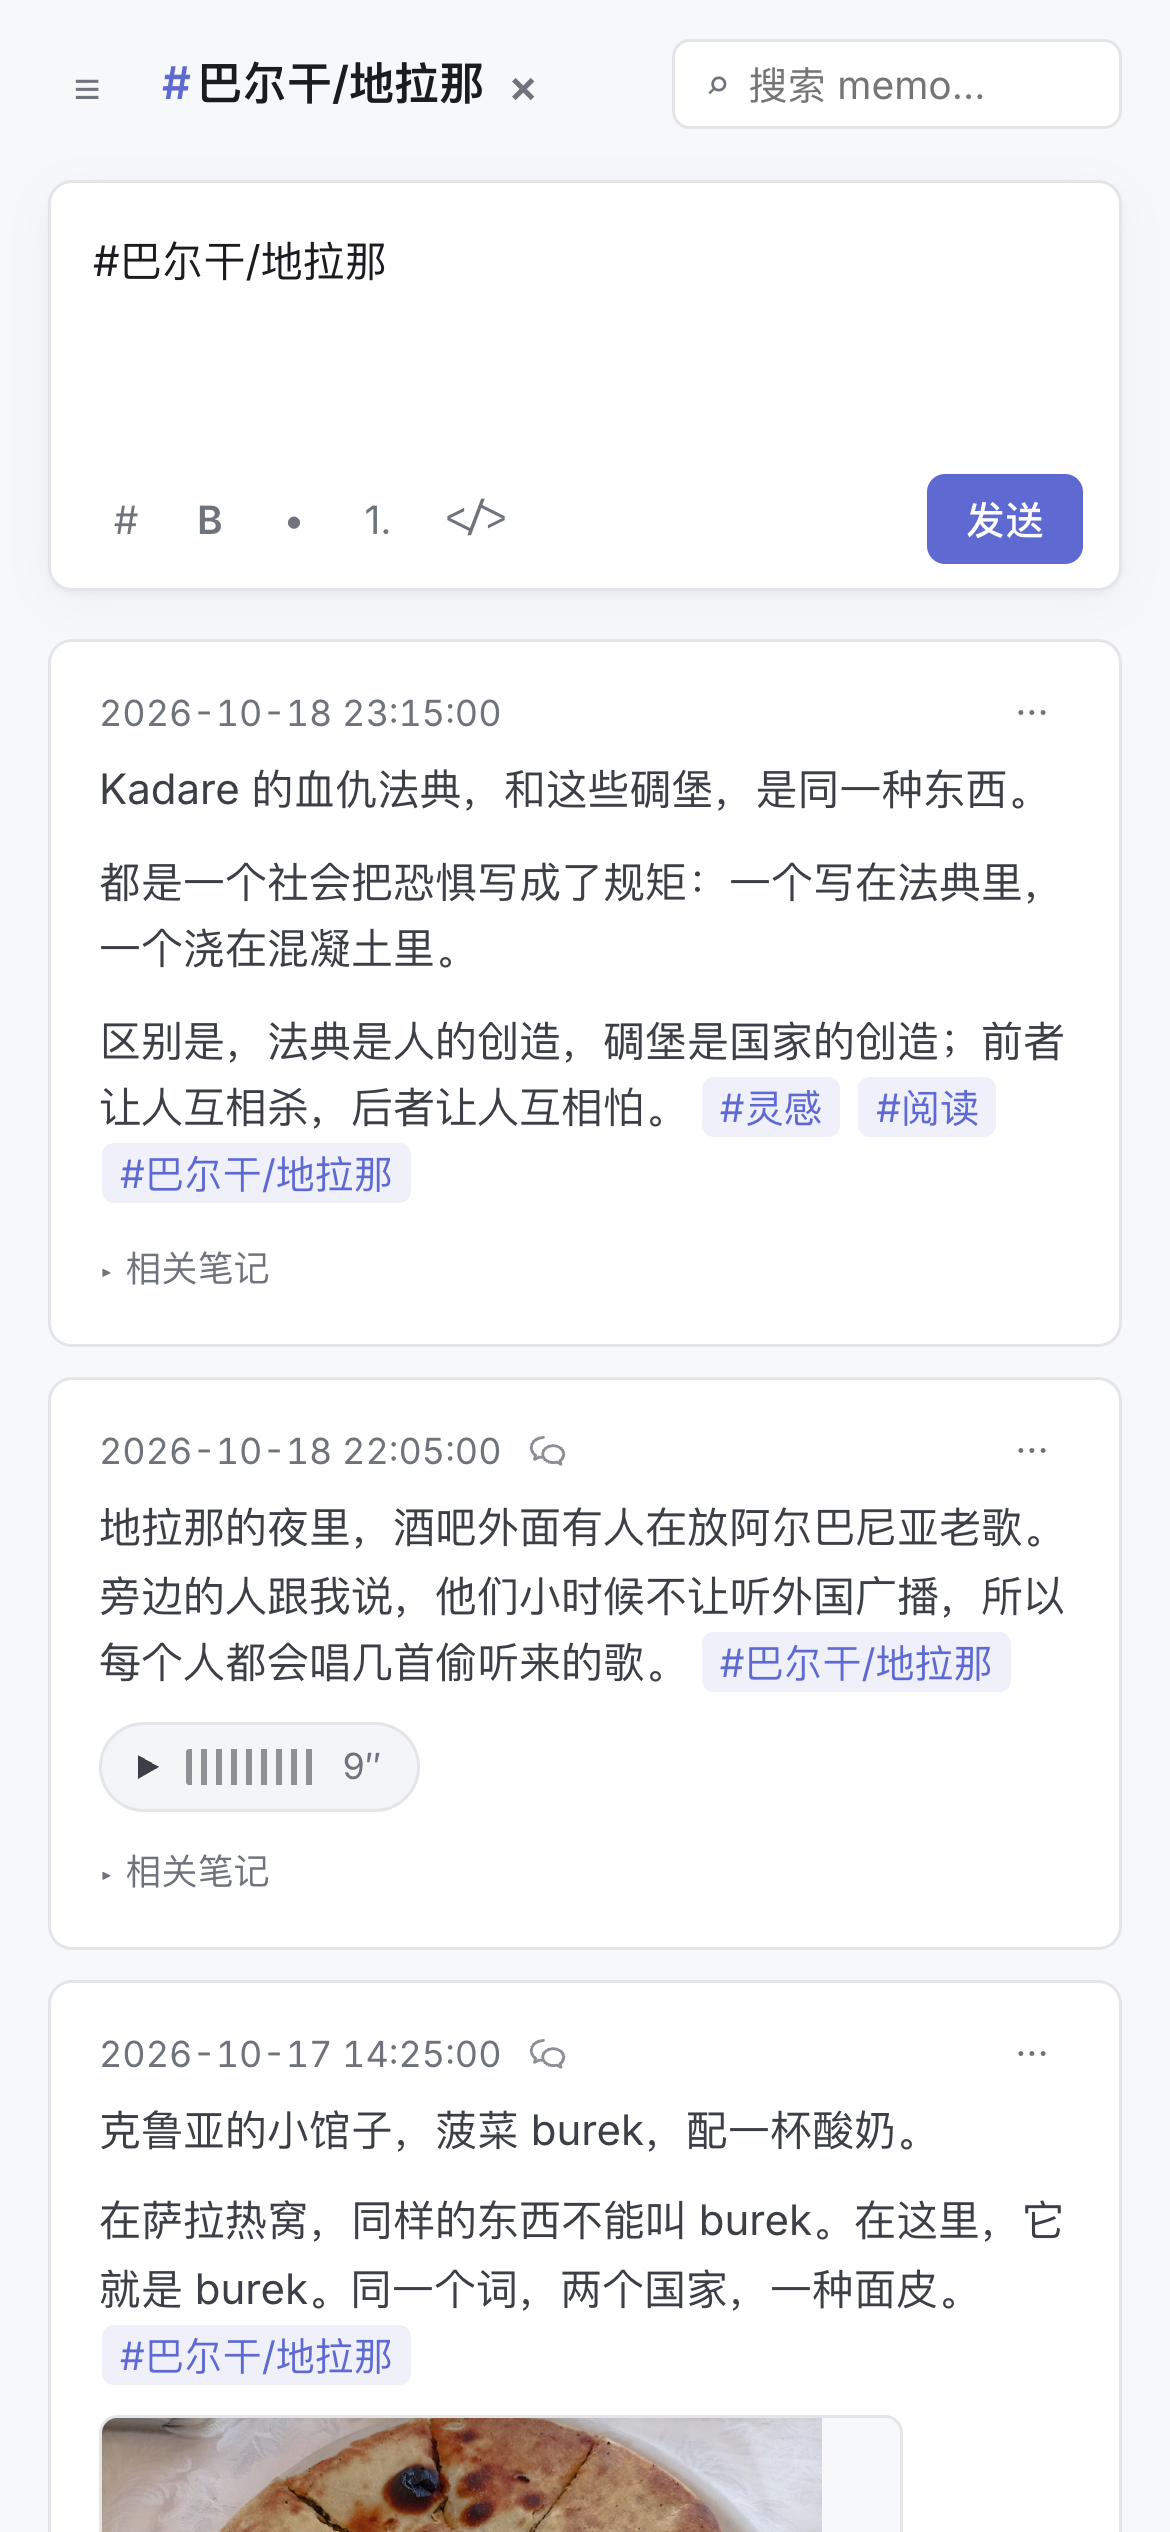 ≡ #巴尔干/地拉那 × 搜索 memo...
#巴尔干/地拉那
# B • 1. </> 发送
2026-10-18 23:15:00 ...
Kadare 的血仇法典，和这些碉堡，是同一种东西。
都是一个社会把恐惧写成了规矩：一个写在法典里，
一个浇在混凝土里。
区别是，法典是人的创造，碉堡是国家的创造；前者
让人互相杀，后者让人互相怕。 #灵感 #阅读
#巴尔干/地拉那
▸ 相关笔记
2026-10-18 22:05:00 ...
地拉那的夜里，酒吧外面有人在放阿尔巴尼亚老歌。
旁边的人跟我说，他们小时候不让听外国广播，所以
每个人都会唱几首偷听来的歌。 #巴尔干/地拉那
9″
▸ 相关笔记
2026-10-17 14:25:00 ...
克鲁亚的小馆子，菠菜 burek，配一杯酸奶。
在萨拉热窝，同样的东西不能叫 burek。在这里，它
就是 burek。同一个词，两个国家，一种面皮。
#巴尔干/地拉那